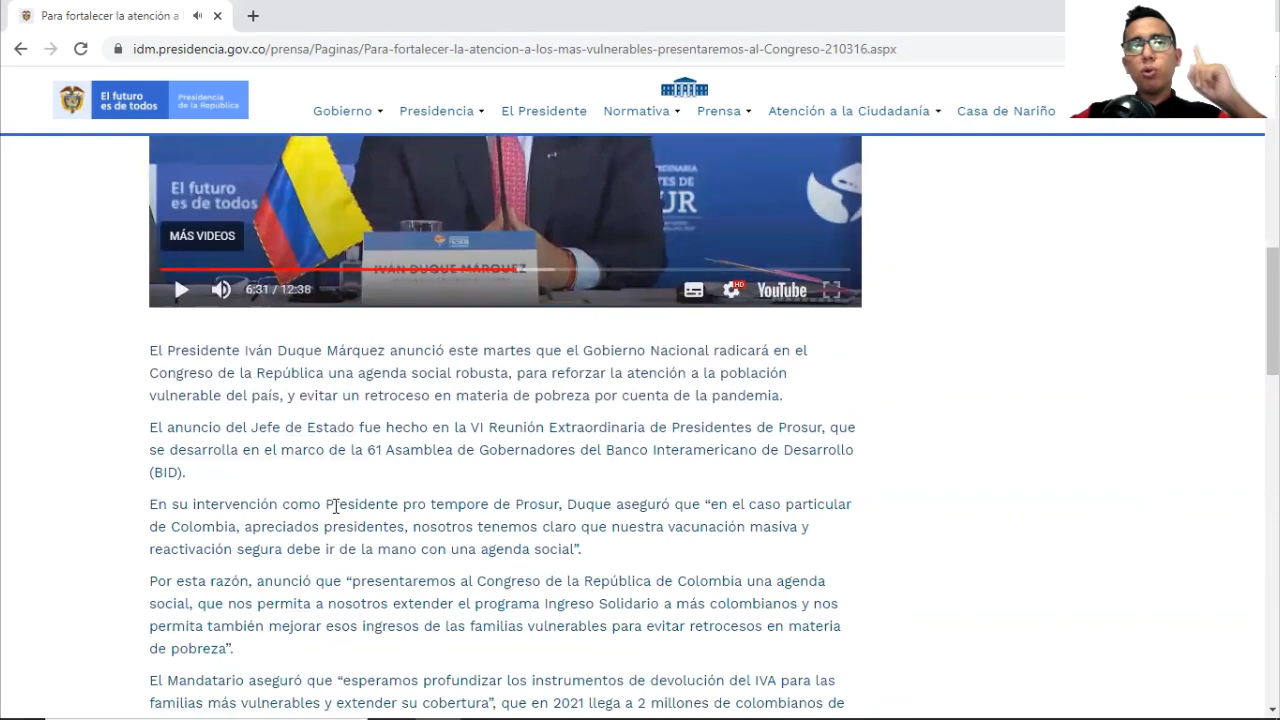 Para fortalecer la atención a l
idm.presidencia.gov.co/prensa/Paginas/Para-fortalecer-la-atencion-a-los-mas-vulnerables-presentaremos-al-Congreso-210316.aspx
El futuro
es de todos
Presidencia
de la República
Gobierno Presidencia El Presidente Normativa Prensa Atención a la Ciudadanía Casa de Nariño
El futuro
es de todos
MÁS VIDEOS
IVÁN DUQUE MÁRQUEZ
6:31 / 12:38
HD
YouTube
El Presidente Iván Duque Márquez anunció este martes que el Gobierno Nacional radicará en el
Congreso de la República una agenda social robusta, para reforzar la atención a la población
vulnerable del país, y evitar un retroceso en materia de pobreza por cuenta de la pandemia.
El anuncio del Jefe de Estado fue hecho en la VI Reunión Extraordinaria de Presidentes de Prosur, que
se desarrolla en el marco de la 61 Asamblea de Gobernadores del Banco Interamericano de Desarrollo
(BID).
En su intervención como Presidente pro tempore de Prosur, Duque aseguró que “en el caso particular
de Colombia, apreciados presidentes, nosotros tenemos claro que nuestra vacunación masiva y
reactivación segura debe ir de la mano con una agenda social”.
Por esta razón, anunció que “presentaremos al Congreso de la República de Colombia una agenda
social, que nos permita a nosotros extender el programa Ingreso Solidario a más colombianos y nos
permita también mejorar esos ingresos de las familias vulnerables para evitar retrocesos en materia
de pobreza”.
El Mandatario aseguró que “esperamos profundizar los instrumentos de devolución del IVA para las
familias más vulnerables y extender su cobertura”, que en 2021 llega a 2 millones de colombianos de